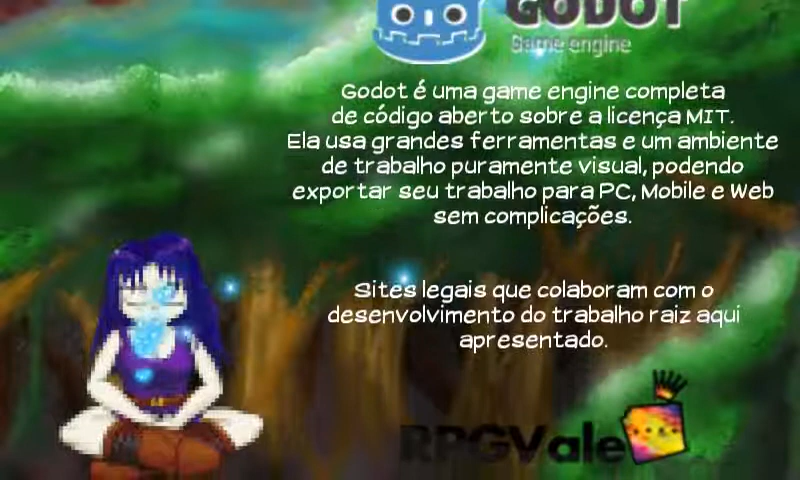 GODOT
Game engine
Godot é uma game engine completa
de código aberto sobre a licença MIT.
Ela usa grandes ferramentas e um ambiente
de trabalho puramente visual, podendo
exportar seu trabalho para PC, Mobile e Web
sem complicações.
Sites legais que colaboram com o
desenvolvimento do trabalho raiz aqui
apresentado.
RPGVale